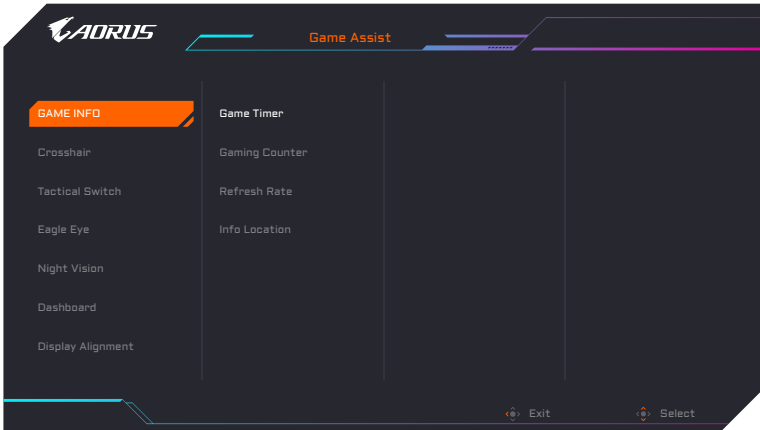 AORUS
Game Assist
GAME INFO
Crosshair
Tactical Switch
Eagle Eye
Night Vision
Dashboard
Display Alignment
Game Timer
Gaming Counter
Refresh Rate
Info Location
Exit
Select